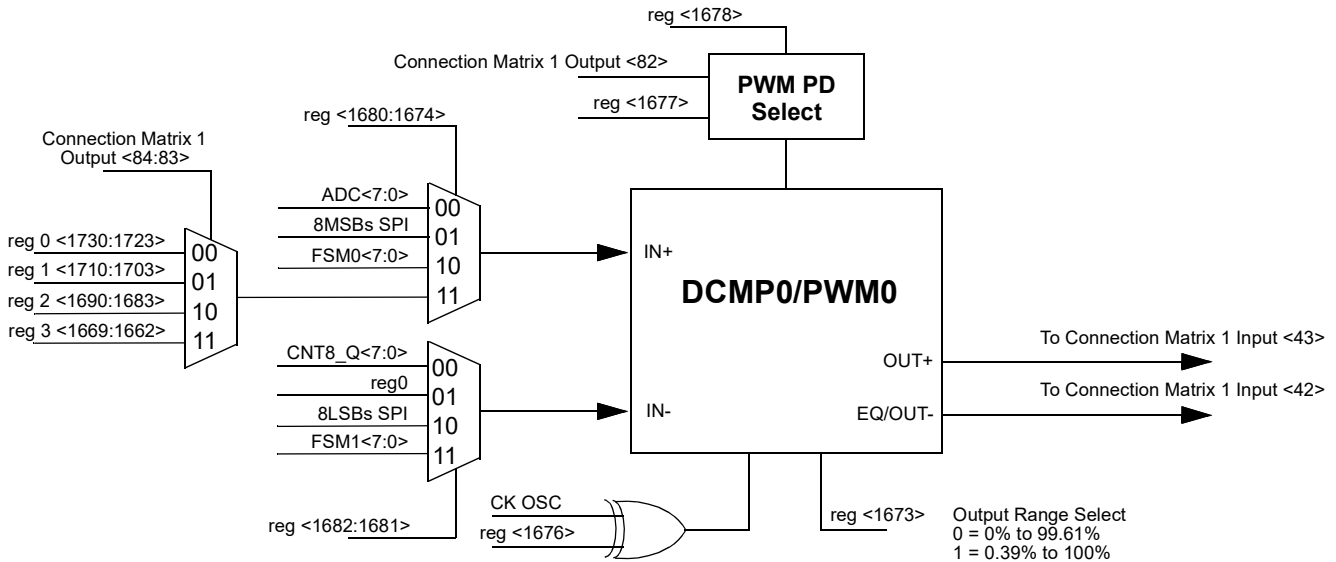 reg <1678>
Connection Matrix 1 Output <82>
reg <1677>
PWM PD
Select
reg <1680:1674>
Connection Matrix 1
Output <84:83>
ADC<7:0>
8MSBs SPI
FSM0<7:0>
00
01
10
11
reg 0 <1730:1723>
reg 1 <1710:1703>
reg 2 <1690:1683>
reg 3 <1669:1662>
00
01
10
11
IN+
DCMP0/PWM0
CNT8_Q<7:0>
reg0
8LSBs SPI
FSM1<7:0>
00
01
10
11
IN-
OUT+
EQ/OUT-
To Connection Matrix 1 Input <43>
To Connection Matrix 1 Input <42>
reg <1682:1681>
CK OSC
reg <1676>
reg <1673>
Output Range Select
0 = 0% to 99.61%
1 = 0.39% to 100%